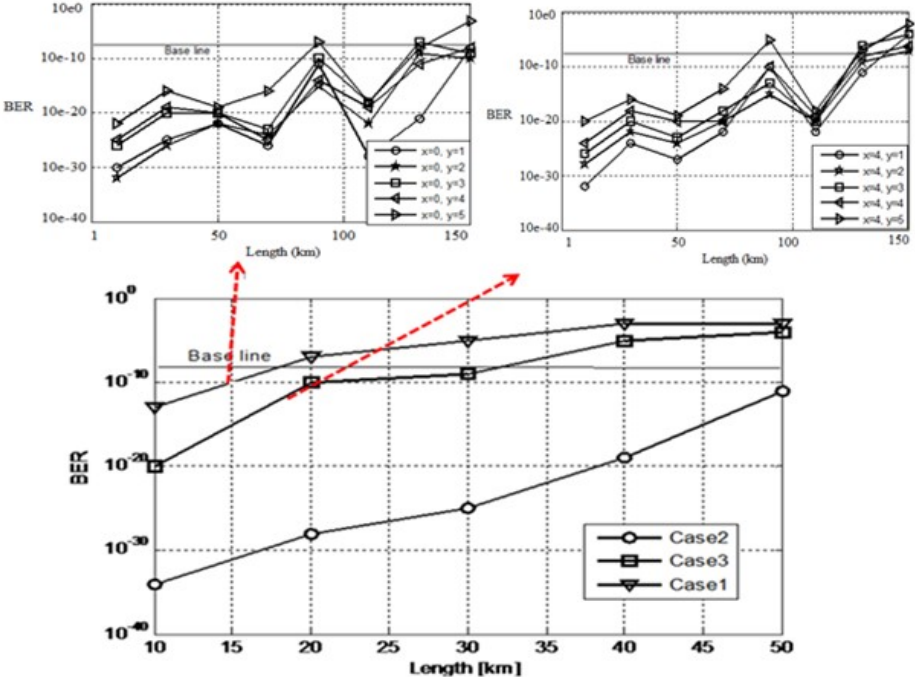 10e0
10e-10
10e-20
10e-30
10e-40
BER
Base line
x=0, y=1
x=0, y=2
x=0, y=3
x=0, y=4
x=0, y=5
1 50 100 150
Length (km)
10e0
10e-10
10e-20
10e-30
10e-40
BER
Base line
x=4, y=1
x=4, y=2
x=4, y=3
x=4, y=4
x=4, y=5
1 50 100 150
Length (km)
10^0
10^-10
10^-20
10^-30
10^-40
BER
Base line
Case2
Case3
Case1
10 15 20 25 30 35 40 45 50
Length [km]